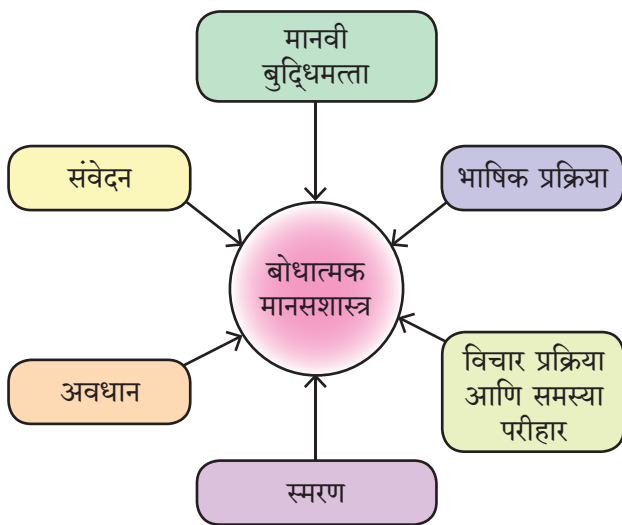 मानवी
बुद्धिमत्ता
संवेदन
भाषिक प्रक्रिया
बोधात्मक
मानसशास्त्र
अवधान
विचार प्रक्रिया
आणि समस्या
परीहार
स्मरण